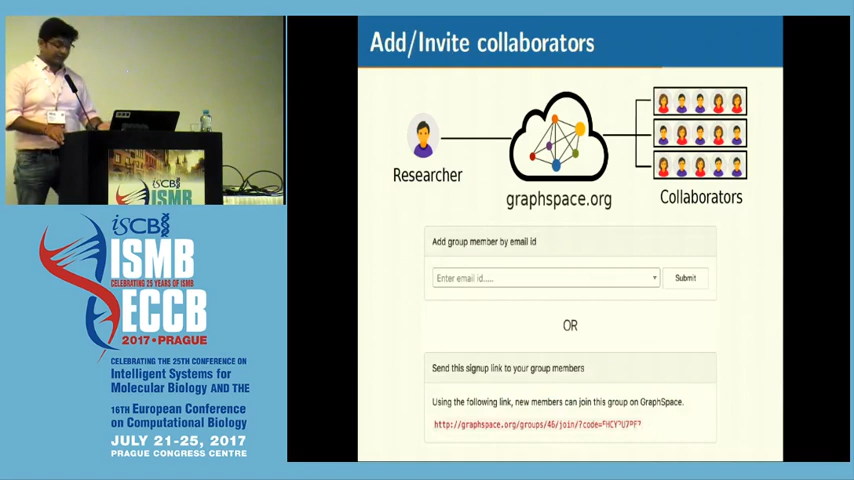 Add/Invite collaborators
Researcher
graphspace.org
Collaborators
Add group member by email id
Enter email id.....
Submit
OR
Send this signup link to your group members
Using the following link, new members can join this group on GraphSpace.
iSCB
ISMB
iSCB
ISMB
CELEBRATING 25 YEARS OF ISMB
ECCB
2017 • PRAGUE
CELEBRATING THE 25TH CONFERENCE ON
Intelligent Systems for
Molecular Biology AND THE
16TH European Conference
on Computational Biology
JULY 21-25, 2017
PRAGUE CONGRESS CENTRE